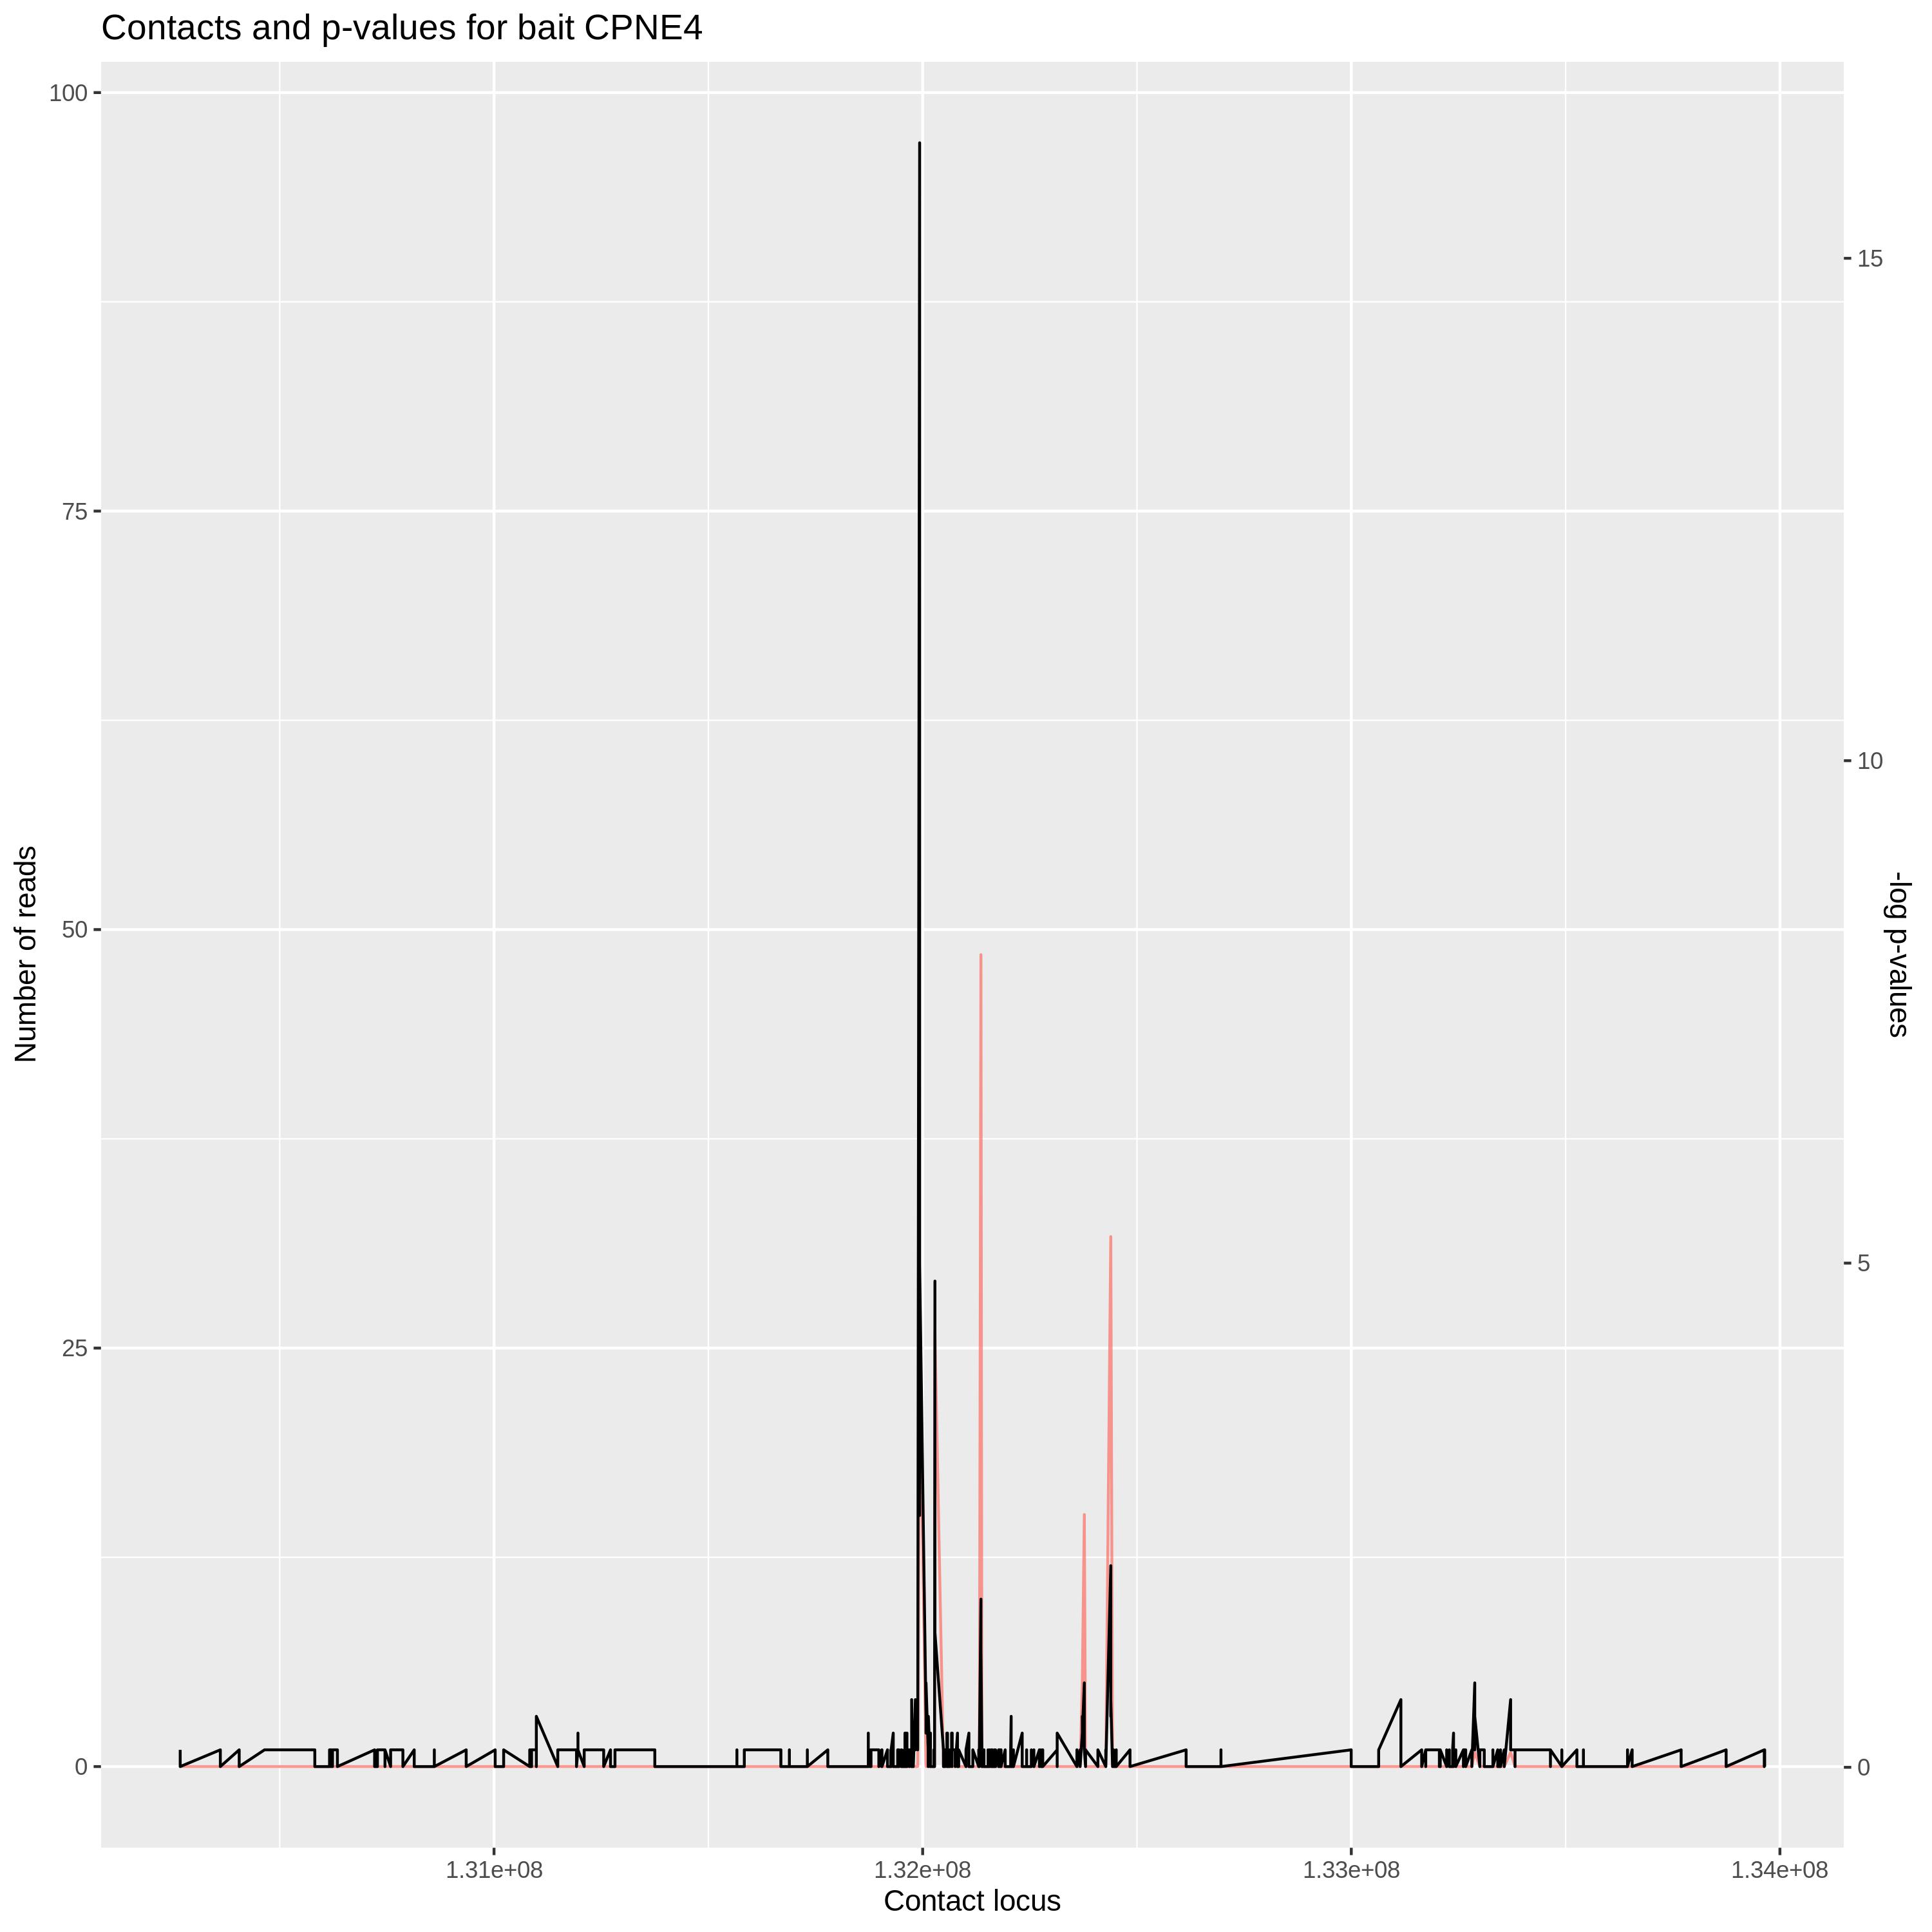 Contacts and p-values for bait CPNE4
100
75
50
25
0
Number of reads
15
10
5
0
-log p-values
1.31e+08
1.32e+08
1.33e+08
1.34e+08
Contact locus